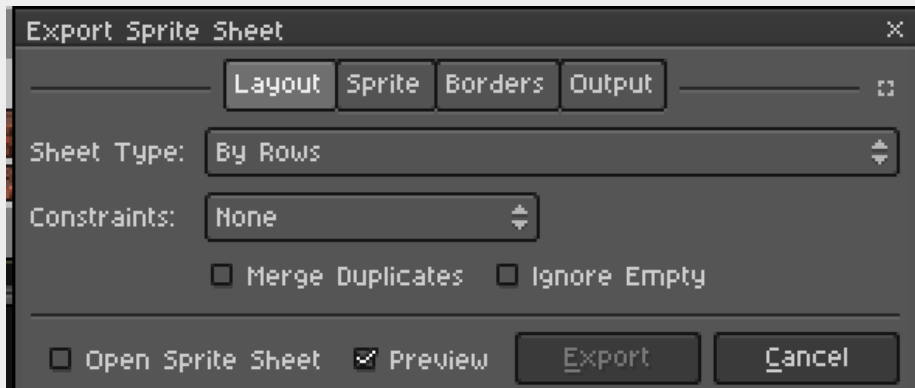 Export Sprite Sheet
Layout Sprite Borders Output
Sheet Type: By Rows
Constraints: None
Merge Duplicates Ignore Empty
Open Sprite Sheet Preview Export Cancel